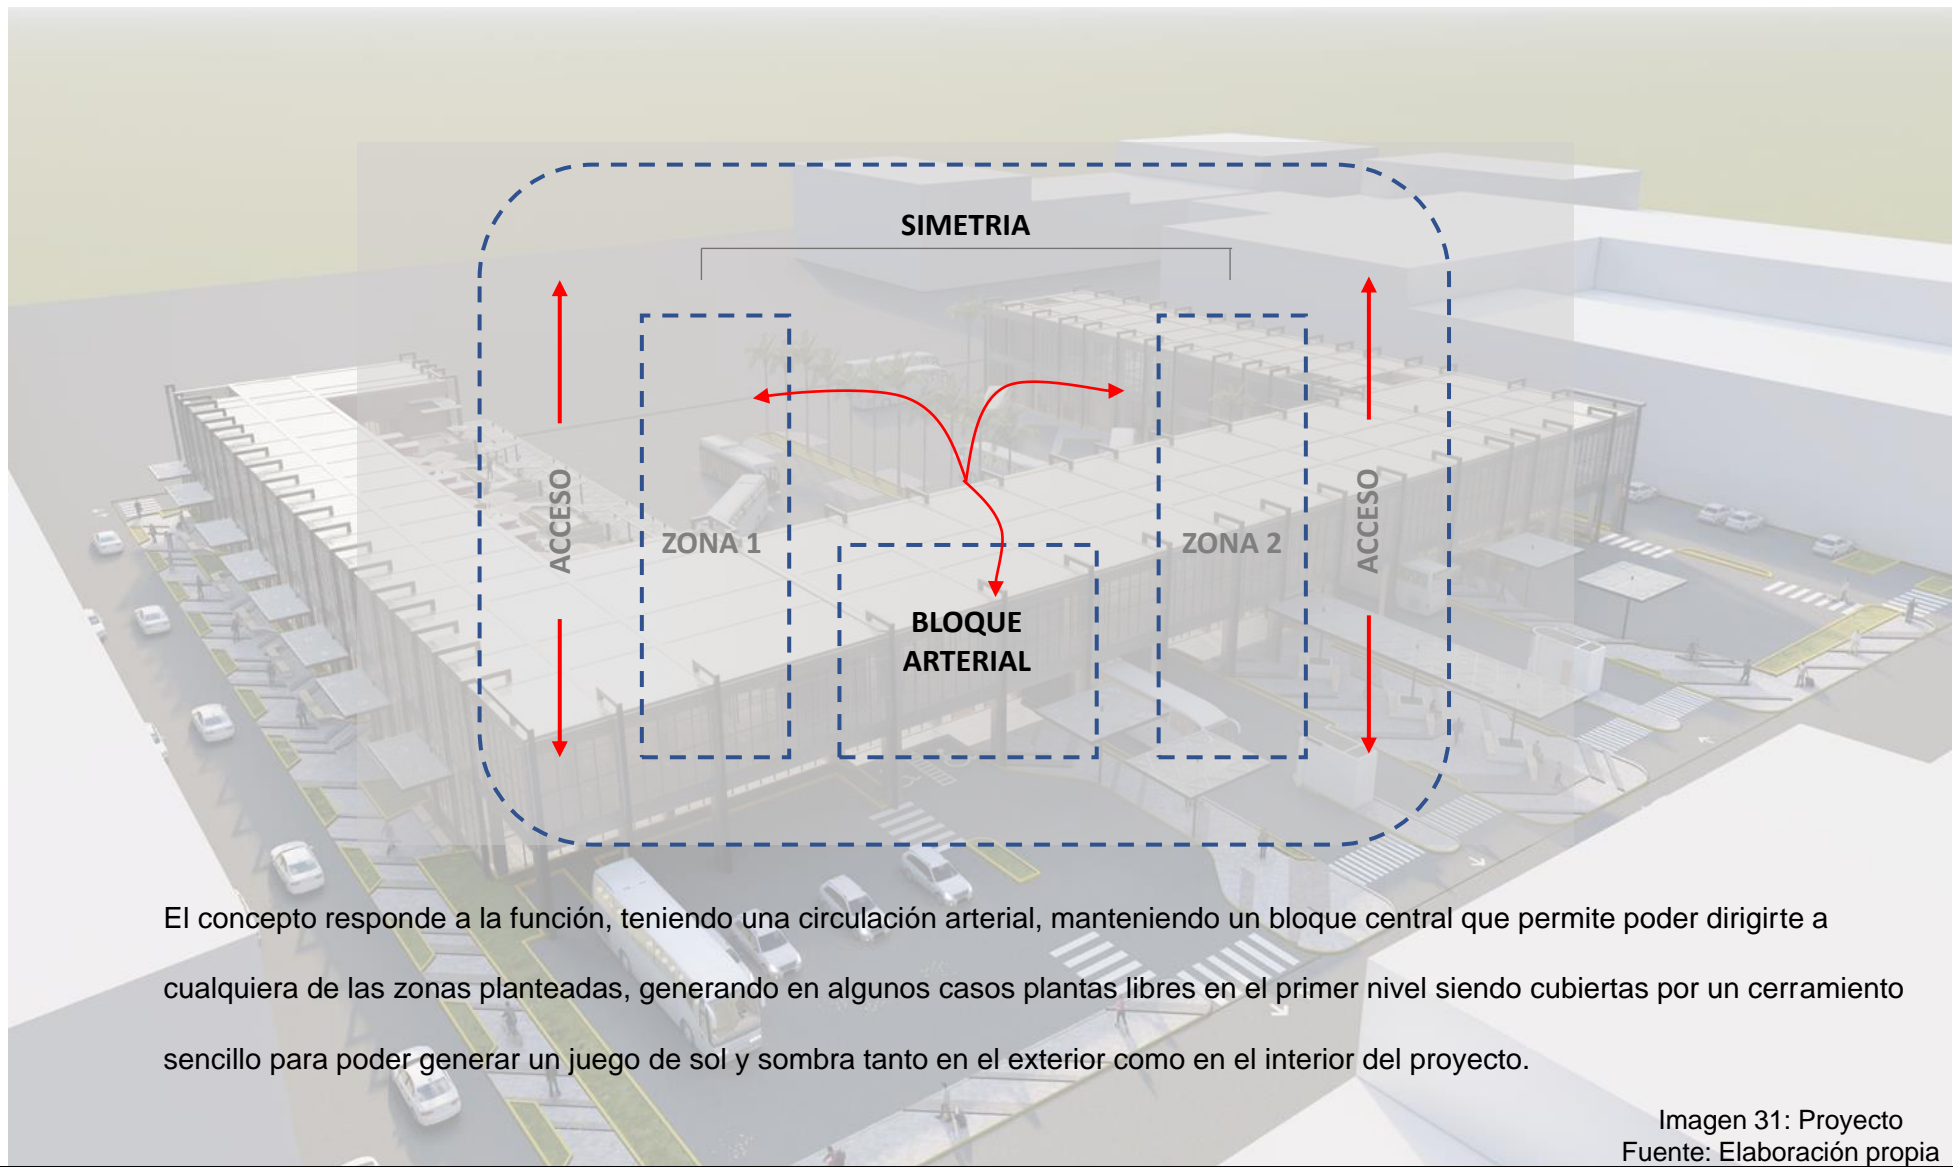 SIMETRIA
ACCESO
ZONA 1
ZONA 2
ACCESO
BLOQUE
ARTERIAL
El concepto responde a la función, teniendo una circulación arterial, manteniendo un bloque central que permite poder dirigirte a
cualquiera de las zonas planteadas, generando en algunos casos plantas libres en el primer nivel siendo cubiertas por un cerramiento
sencillo para poder generar un juego de sol y sombra tanto en el exterior como en el interior del proyecto.
Imagen 31: Proyecto
Fuente: Elaboración propia